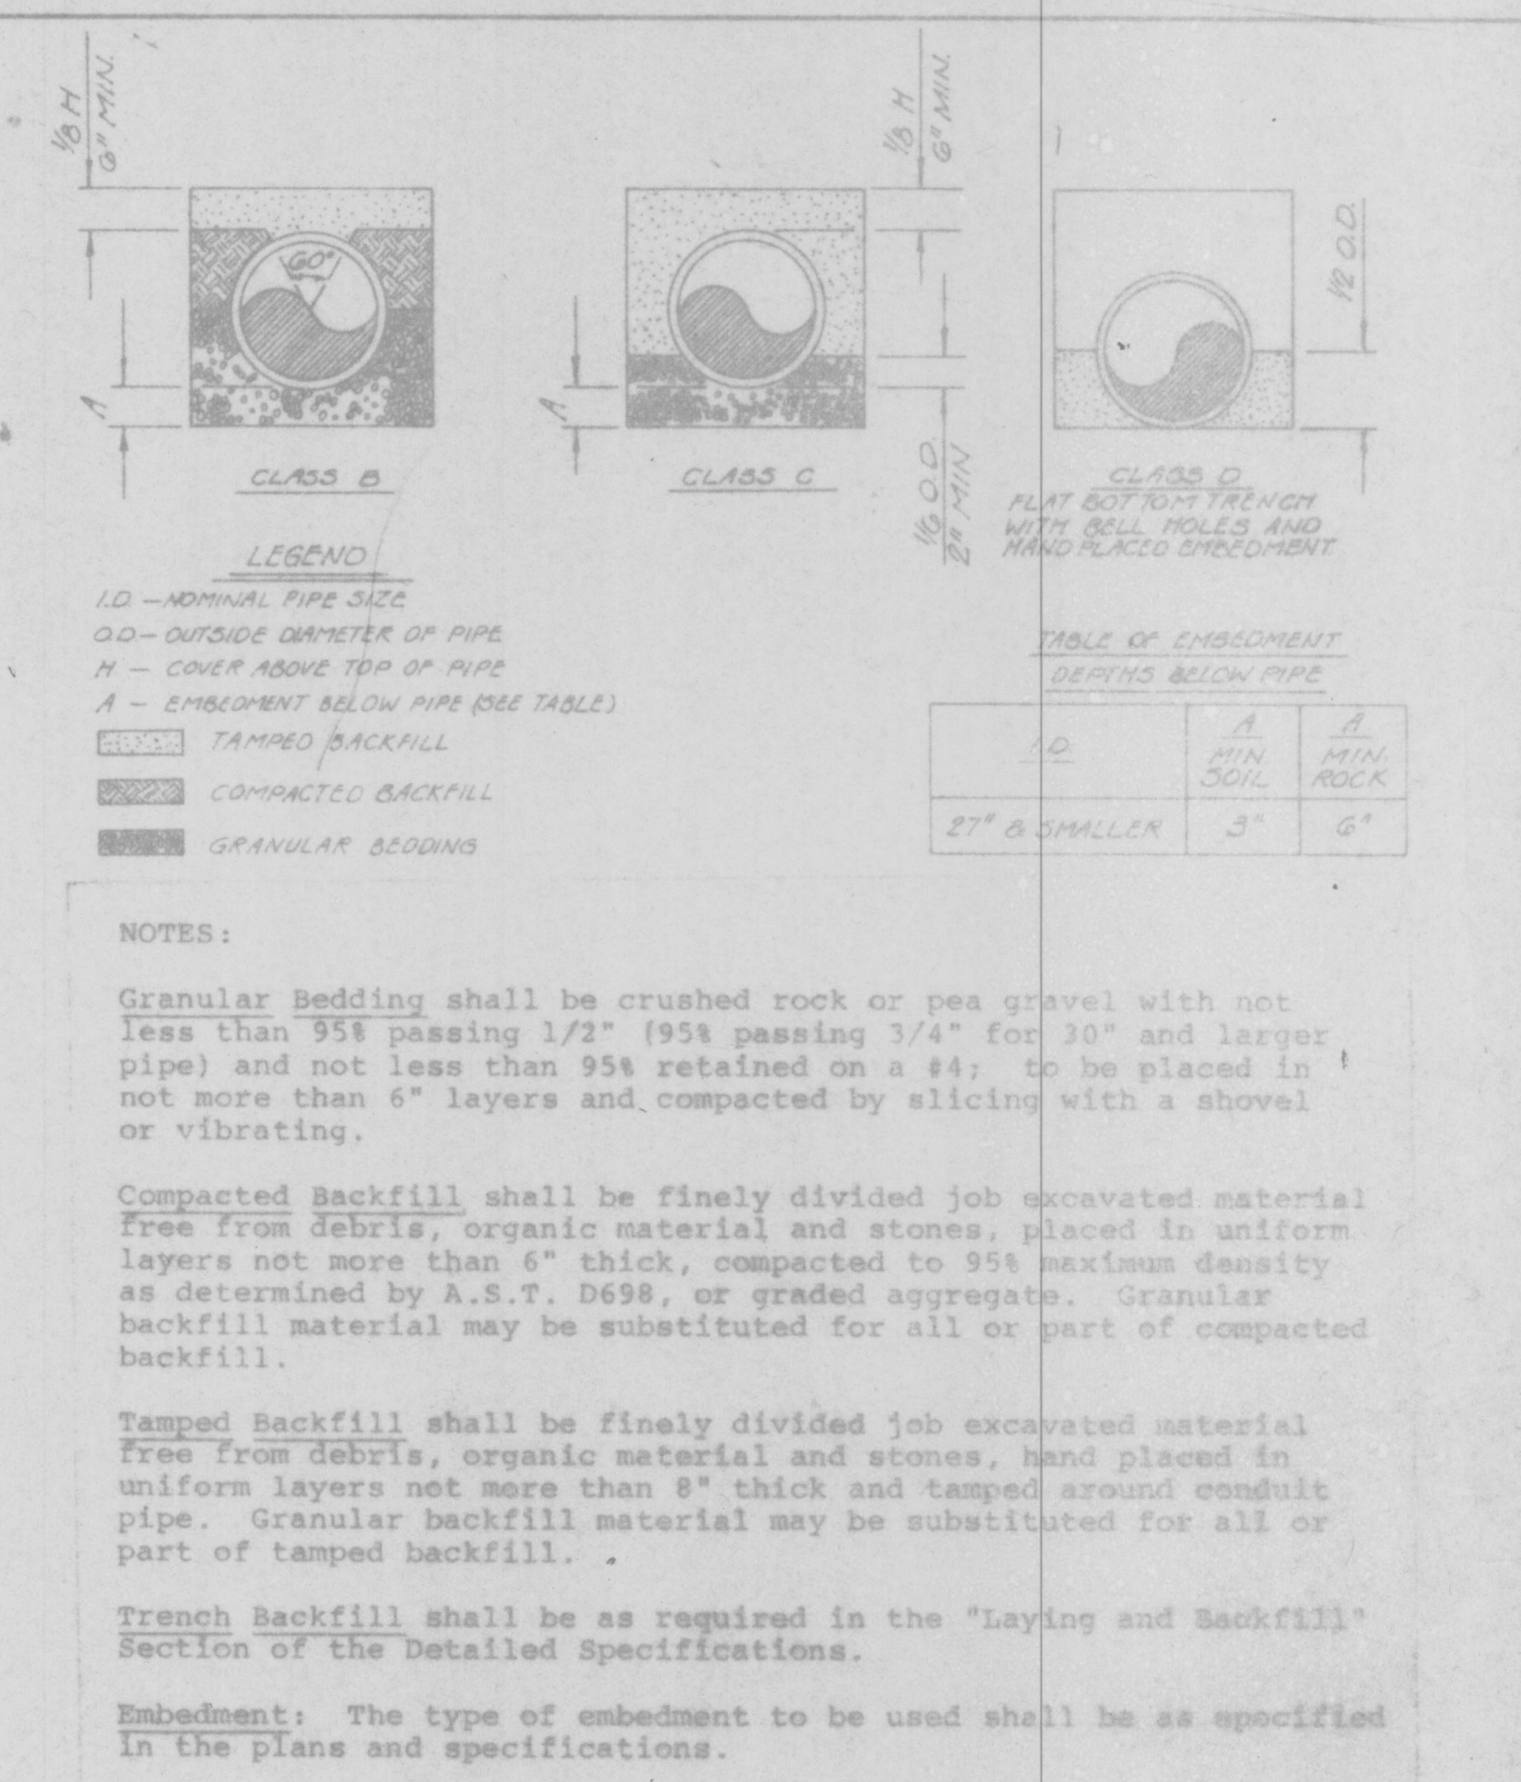 1/8 H
6" MIN.
1/8 H
6" MIN.
60°
1/2 O.D.
A
A
1/6 O.D.
2" MIN
CLASS B
CLASS C
CLASS D
FLAT BOTTOM TRENCH
WITH BELL HOLES AND
HAND PLACED EMBEDMENT
LEGEND
I.D. — NOMINAL PIPE SIZE
O.D. — OUTSIDE DIAMETER OF PIPE
H — COVER ABOVE TOP OF PIPE
A — EMBEDMENT BELOW PIPE (SEE TABLE)
TAMPED BACKFILL
COMPACTED BACKFILL
GRANULAR BEDDING
TABLE OF EMBEDMENT
DEPTHS BELOW PIPE
I.D. A MIN. SOIL A MIN. ROCK
27" & SMALLER 3" 6"
NOTES:
Granular Bedding shall be crushed rock or pea gravel with not
less than 95% passing 1/2" (95% passing 3/4" for 30" and larger
pipe) and not less than 95% retained on a #4; to be placed in
not more than 6" layers and compacted by slicing with a shovel
or vibrating.
Compacted Backfill shall be finely divided job excavated material
free from debris, organic material and stones, placed in uniform
layers not more than 6" thick, compacted to 95% maximum density
as determined by A.S.T. D698, or graded aggregate. Granular
backfill material may be substituted for all or part of compacted
backfill.
Tamped Backfill shall be finely divided job excavated material
free from debris, organic material and stones, hand placed in
uniform layers not more than 8" thick and tamped around conduit
pipe. Granular backfill material may be substituted for all or
part of tamped backfill.
Trench Backfill shall be as required in the "Laying and Backfill"
Section of the Detailed Specifications.
Embedment: The type of embedment to be used shall be as specified
in the plans and specifications.